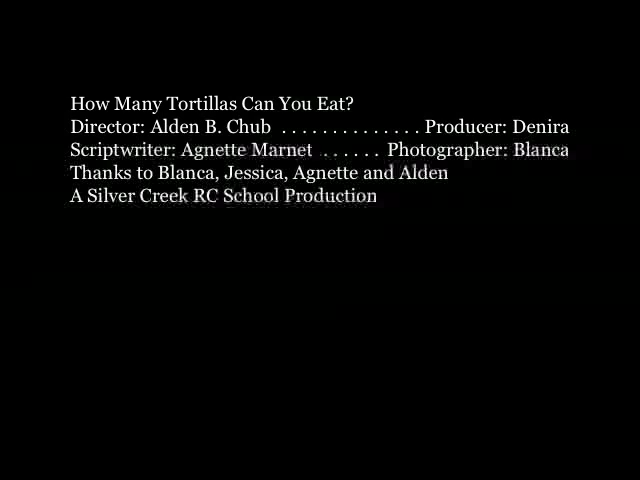 How Many Tortillas Can You Eat?
Director: Alden B. Chub . . . . . . . . . . . . . . Producer: Denira
Scriptwriter: Agnette Marnet . . . . . . Photographer: Blanca
Thanks to Blanca, Jessica, Agnette and Alden
A Silver Creek RC School Production